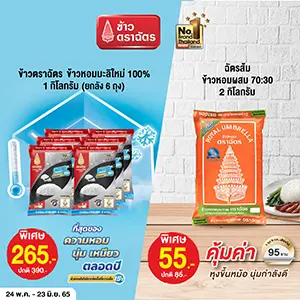 ข้าว
ตราฉัตร
No.1
Brand Thailand
ข้าวตราฉัตร ข้าวหอมมะลิใหม่ 100%
1 กิโลกรัม (ยกลัง 6 ถุง)
ฉัตรส้ม
ข้าวหอมผสม 70:30
2 กิโลกรัม
ROYAL UMBRELLA
ตราฉัตร
ที่สุดของ
ความหอม
นุ่ม เหนียว
ตลอดปี
พิเศษ
265.-
ปกติ 390.-
พิเศษ
55.-
ปกติ 85.-
คุ้มค่า
95
หุงขึ้นหม้อ นุ่มกำลังดี
24 พ.ค. - 23 มิ.ย. 65